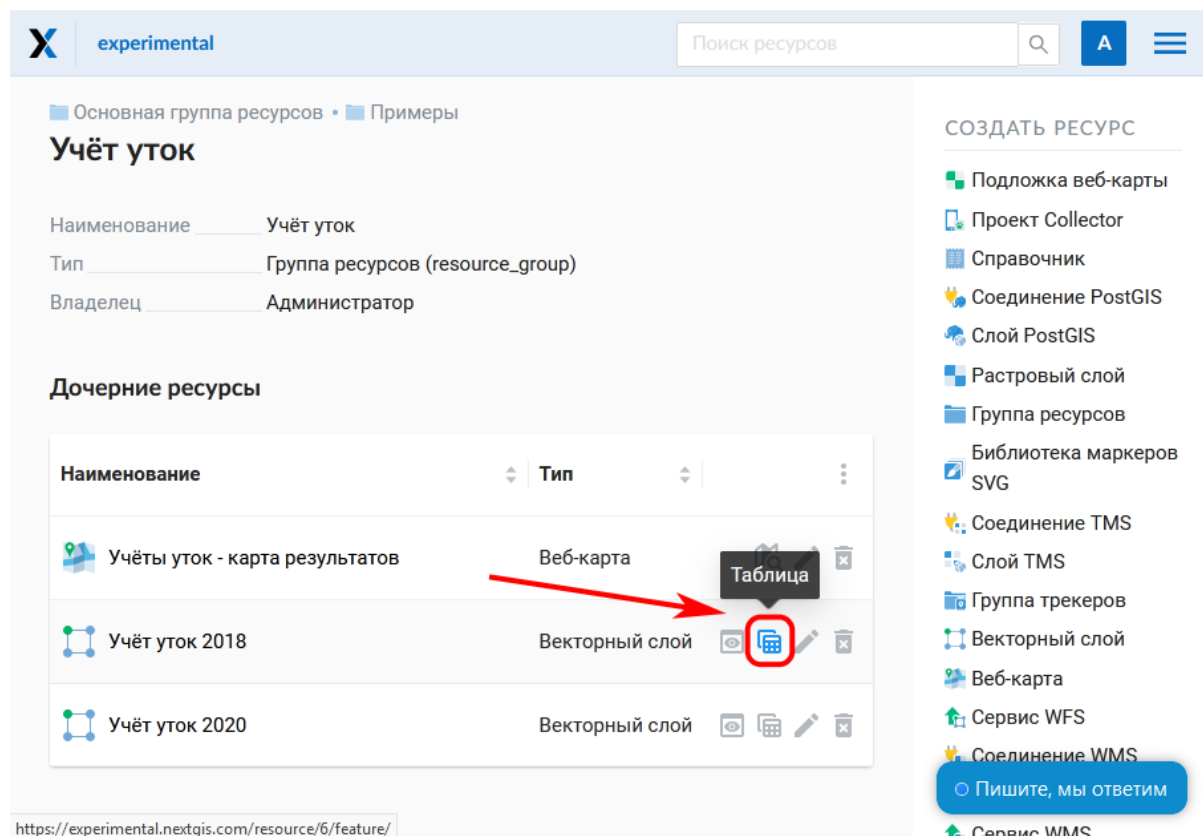 experimental
Поиск ресурсов
A
Основная группа ресурсов • Примеры
Учёт уток
Наименование Учёт уток
Тип Группа ресурсов (resource_group)
Владелец Администратор
Дочерние ресурсы
Наименование Тип
Учёты уток - карта результатов Веб-карта
Таблица
Учёт уток 2018 Векторный слой
Учёт уток 2020 Векторный слой
https://experimental.nextgis.com/resource/6/feature/
СОЗДАТЬ РЕСУРС
Подложка веб-карты
Проект Collector
Справочник
Соединение PostGIS
Слой PostGIS
Растровый слой
Группа ресурсов
Библиотека маркеров
SVG
Соединение TMS
Слой TMS
Группа трекеров
Векторный слой
Веб-карта
Сервис WFS
Соединение WMS
Пишите, мы ответим
Сервис WMS